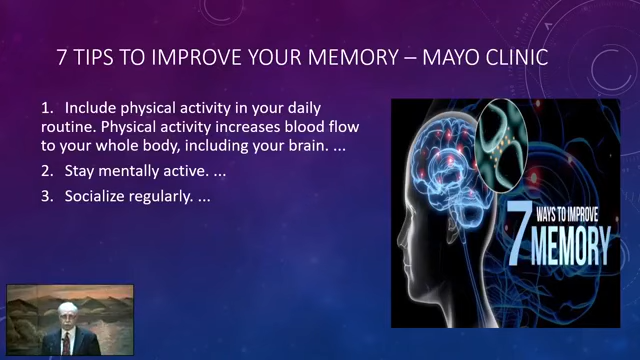 7 TIPS TO IMPROVE YOUR MEMORY – MAYO CLINIC
1. Include physical activity in your daily
routine. Physical activity increases blood flow
to your whole body, including your brain. ...
2. Stay mentally active. ...
3. Socialize regularly. ...
7 WAYS TO IMPROVE
MEMORY